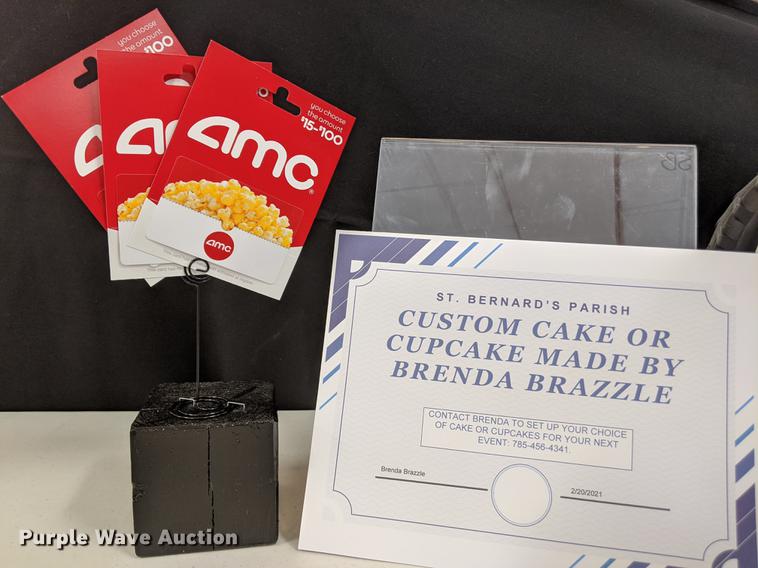 you choose
the amount
$100
amc
you choose
the amount
$15-$100
amc
amc
SB
ST. BERNARD'S PARISH
CUSTOM CAKE OR
CUPCAKE MADE BY
BRENDA BRAZZLE
CONTACT BRENDA TO SET UP YOUR CHOICE
OF CAKE OR CUPCAKES FOR YOUR NEXT
EVENT: 785-456-4341.
Brenda Brazzle
2/20/2021
Purple Wave Auction